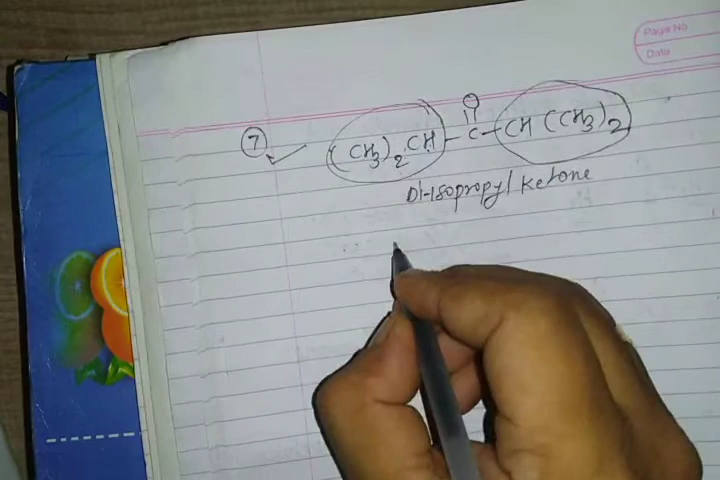 Page No
Date
7
O
(CH3)2CH-C-CH(CH3)2
Di-isopropyl Ketone